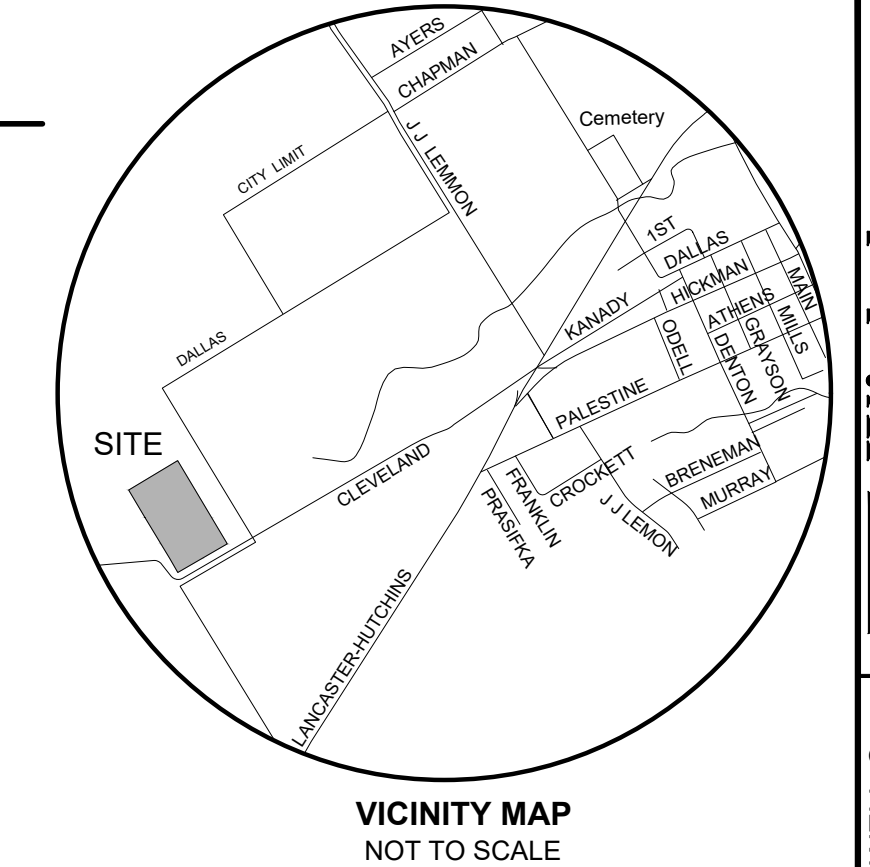 AYERS
CHAPMAN
Cemetery
CITY LIMIT
J J LEMMON
1ST
DALLAS
HICKMAN
MAIN
KANADY
ATHENS
MILLS
GRAYSON
ODELL
DENTON
DALLAS
PALESTINE
SITE
CLEVELAND
CROCKETT
BRENEMAN
FRANKLIN
MURRAY
PRASIFKA
J J LEMON
LANCASTER-HUTCHINS
VICINITY MAP
NOT TO SCALE